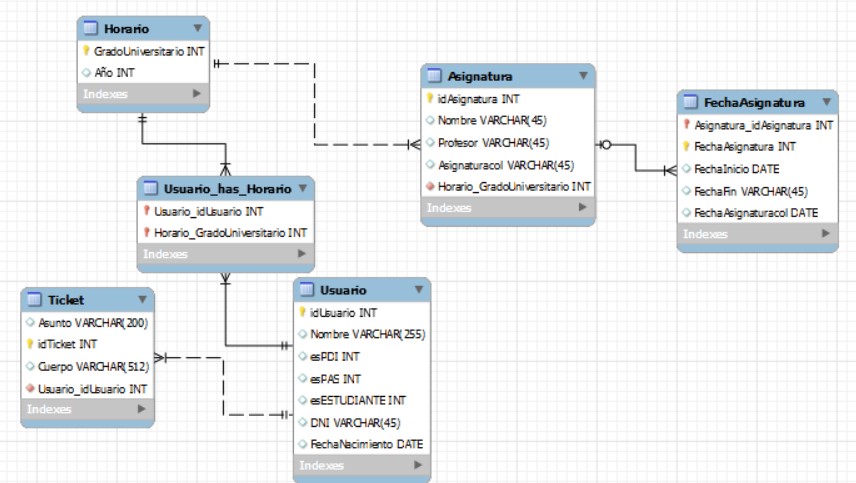 Horario
GradoUniversitario INT
Año INT
Indexes
Asignatura
idAsignatura INT
Nombre VARCHAR(45)
Profesor VARCHAR(45)
Asignaturacol VARCHAR(45)
Horario_GradoUniversitario INT
Indexes
FechaAsignatura
Asignatura_idAsignatura INT
FechaAsignatura INT
FechaInicio DATE
FechaFin VARCHAR(45)
FechaAsignaturacol DATE
Indexes
Usuario_has_Horario
Usuario_idUsuario INT
Horario_GradoUniversitario INT
Indexes
Ticket
Asunto VARCHAR(200)
idTicket INT
Cuerpo VARCHAR(512)
Usuario_idUsuario INT
Indexes
Usuario
idUsuario INT
Nombre VARCHAR(255)
esPDI INT
esPAS INT
esESTUDIANTE INT
DNI VARCHAR(45)
FechaNacimiento DATE
Indexes